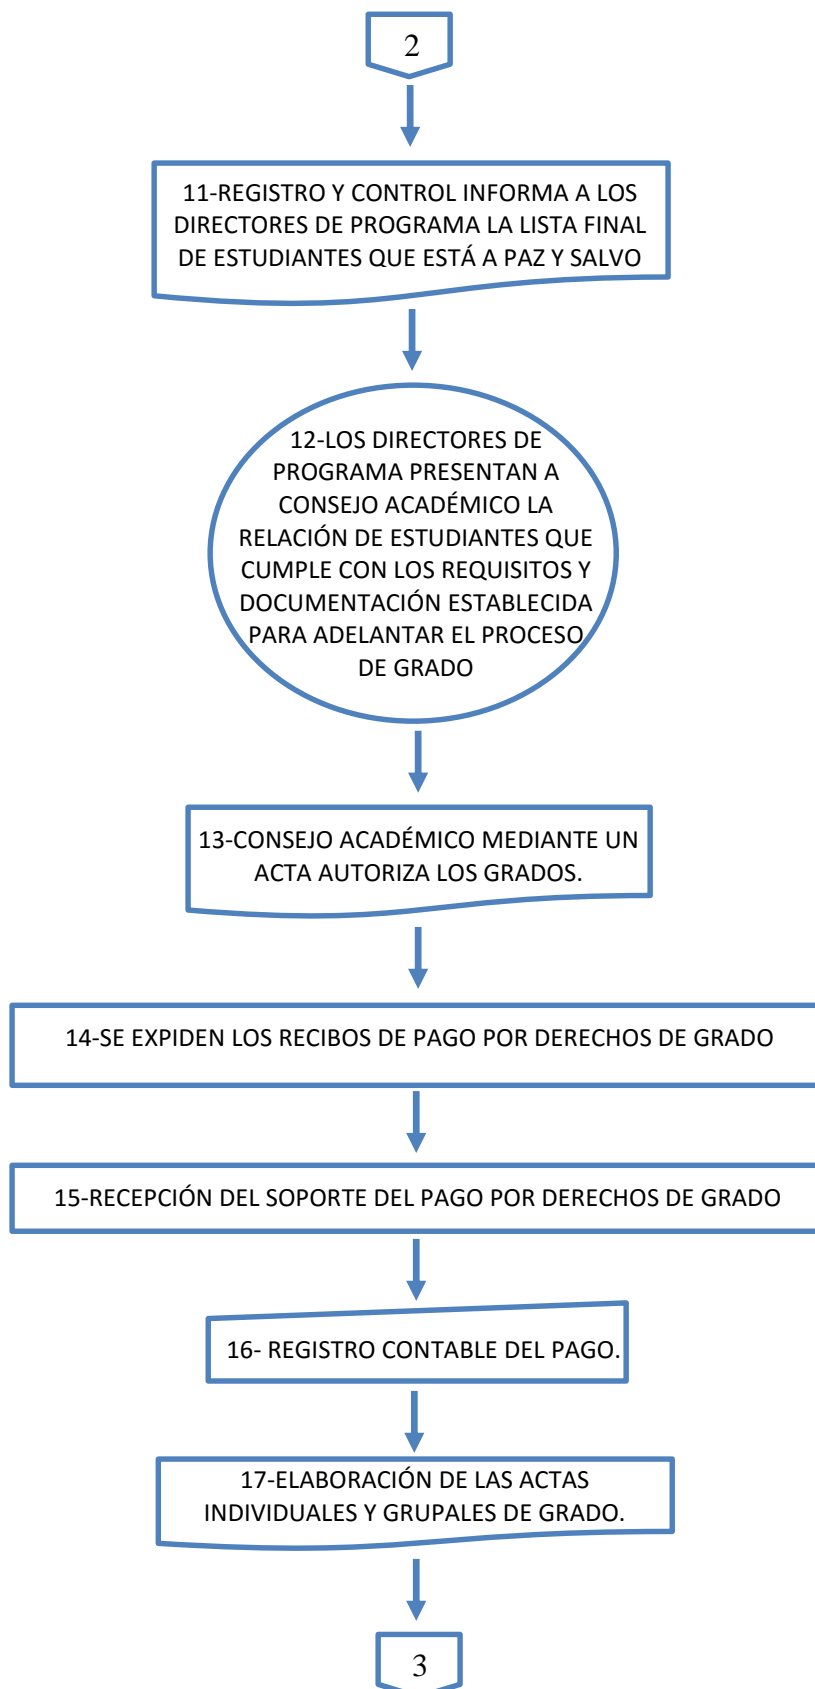 2
11-REGISTRO Y CONTROL INFORMA A LOS
DIRECTORES DE PROGRAMA LA LISTA FINAL
DE ESTUDIANTES QUE ESTÁ A PAZ Y SALVO
12-LOS DIRECTORES DE
PROGRAMA PRESENTAN A
CONSEJO ACADÉMICO LA
RELACIÓN DE ESTUDIANTES QUE
CUMPLE CON LOS REQUISITOS Y
DOCUMENTACIÓN ESTABLECIDA
PARA ADELANTAR EL PROCESO
DE GRADO
13-CONSEJO ACADÉMICO MEDIANTE UN
ACTA AUTORIZA LOS GRADOS.
14-SE EXPIDEN LOS RECIBOS DE PAGO POR DERECHOS DE GRADO
15-RECEPCIÓN DEL SOPORTE DEL PAGO POR DERECHOS DE GRADO
16- REGISTRO CONTABLE DEL PAGO.
17-ELABORACIÓN DE LAS ACTAS
INDIVIDUALES Y GRUPALES DE GRADO.
3